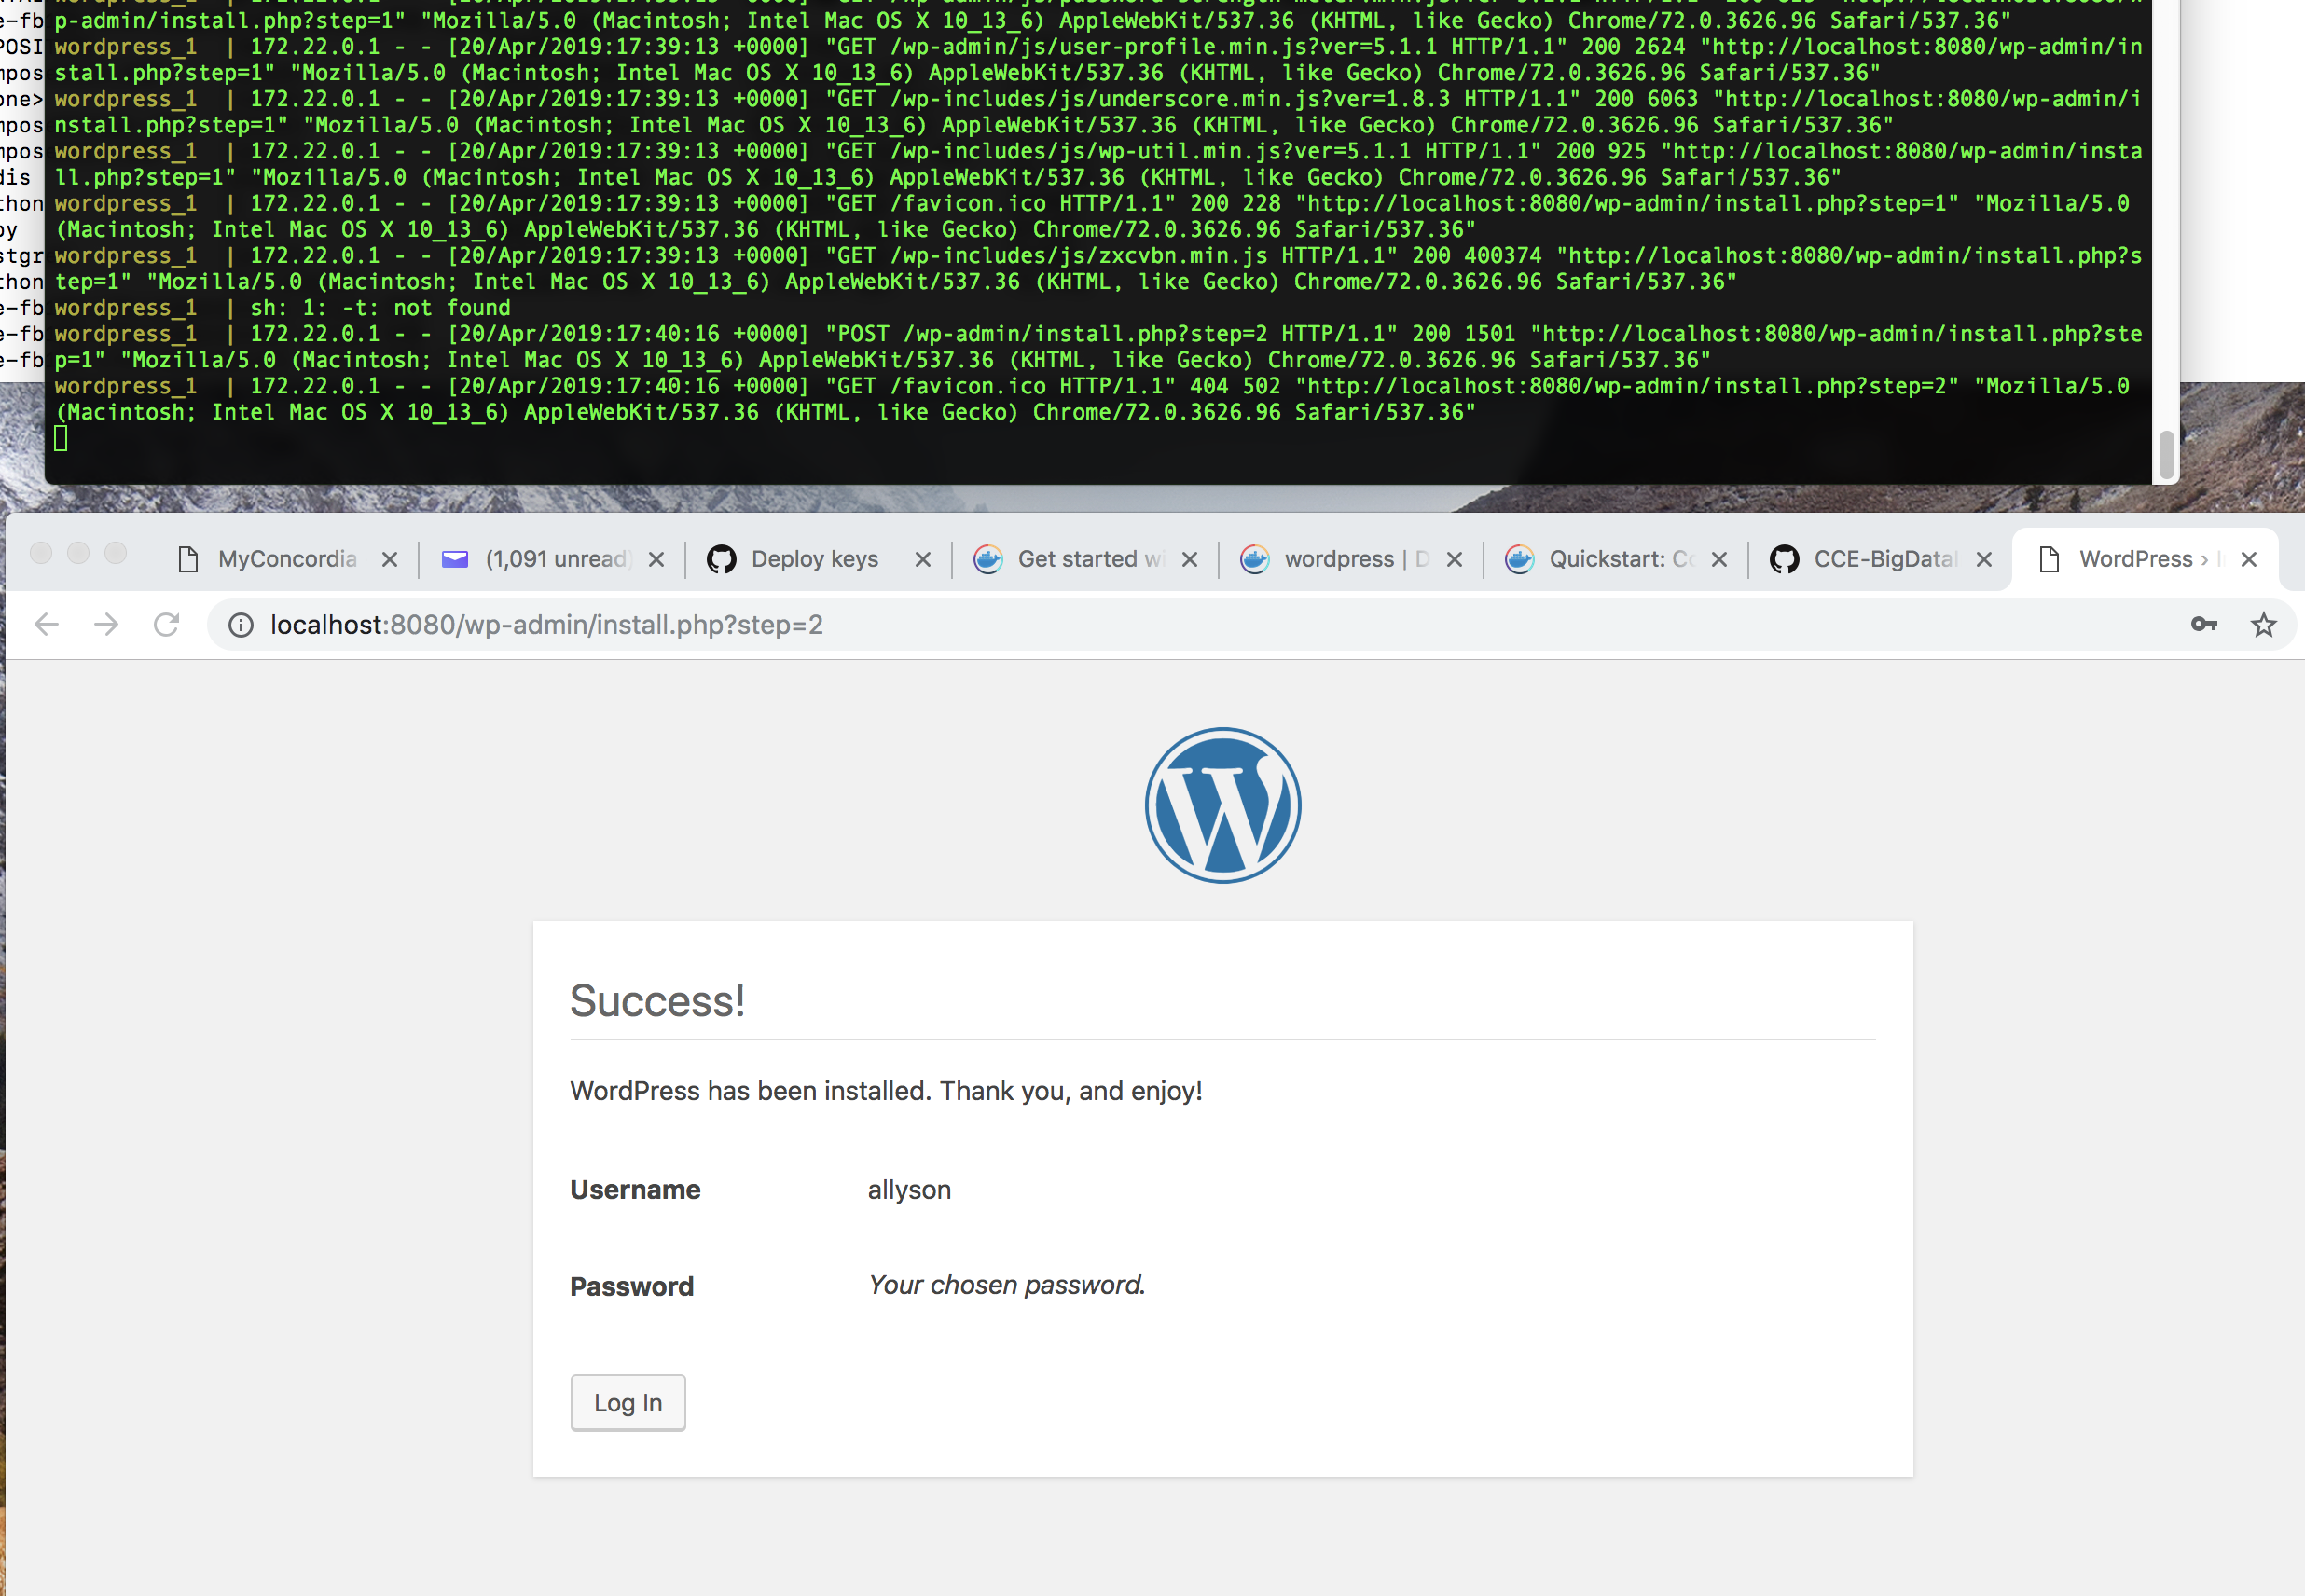 p-admin/install.php?step=1" "Mozilla/5.0 (Macintosh; Intel Mac OS X 10_13_6) AppleWebKit/537.36 (KHTML, like Gecko) Chrome/72.0.3626.96 Safari/537.36"
wordpress_1  | 172.22.0.1 - - [20/Apr/2019:17:39:13 +0000] "GET /wp-admin/js/user-profile.min.js?ver=5.1.1 HTTP/1.1" 200 2624 "http://localhost:8080/wp-admin/in
stall.php?step=1" "Mozilla/5.0 (Macintosh; Intel Mac OS X 10_13_6) AppleWebKit/537.36 (KHTML, like Gecko) Chrome/72.0.3626.96 Safari/537.36"
wordpress_1  | 172.22.0.1 - - [20/Apr/2019:17:39:13 +0000] "GET /wp-includes/js/underscore.min.js?ver=1.8.3 HTTP/1.1" 200 6063 "http://localhost:8080/wp-admin/i
nstall.php?step=1" "Mozilla/5.0 (Macintosh; Intel Mac OS X 10_13_6) AppleWebKit/537.36 (KHTML, like Gecko) Chrome/72.0.3626.96 Safari/537.36"
wordpress_1  | 172.22.0.1 - - [20/Apr/2019:17:39:13 +0000] "GET /wp-includes/js/wp-util.min.js?ver=5.1.1 HTTP/1.1" 200 925 "http://localhost:8080/wp-admin/insta
ll.php?step=1" "Mozilla/5.0 (Macintosh; Intel Mac OS X 10_13_6) AppleWebKit/537.36 (KHTML, like Gecko) Chrome/72.0.3626.96 Safari/537.36"
wordpress_1  | 172.22.0.1 - - [20/Apr/2019:17:39:13 +0000] "GET /favicon.ico HTTP/1.1" 200 228 "http://localhost:8080/wp-admin/install.php?step=1" "Mozilla/5.0
(Macintosh; Intel Mac OS X 10_13_6) AppleWebKit/537.36 (KHTML, like Gecko) Chrome/72.0.3626.96 Safari/537.36"
wordpress_1  | 172.22.0.1 - - [20/Apr/2019:17:39:13 +0000] "GET /wp-includes/js/zxcvbn.min.js HTTP/1.1" 200 400374 "http://localhost:8080/wp-admin/install.php?s
tep=1" "Mozilla/5.0 (Macintosh; Intel Mac OS X 10_13_6) AppleWebKit/537.36 (KHTML, like Gecko) Chrome/72.0.3626.96 Safari/537.36"
wordpress_1  | sh: 1: -t: not found
wordpress_1  | 172.22.0.1 - - [20/Apr/2019:17:40:16 +0000] "POST /wp-admin/install.php?step=2 HTTP/1.1" 200 1501 "http://localhost:8080/wp-admin/install.php?ste
p=1" "Mozilla/5.0 (Macintosh; Intel Mac OS X 10_13_6) AppleWebKit/537.36 (KHTML, like Gecko) Chrome/72.0.3626.96 Safari/537.36"
wordpress_1  | 172.22.0.1 - - [20/Apr/2019:17:40:16 +0000] "GET /favicon.ico HTTP/1.1" 404 502 "http://localhost:8080/wp-admin/install.php?step=2" "Mozilla/5.0
(Macintosh; Intel Mac OS X 10_13_6) AppleWebKit/537.36 (KHTML, like Gecko) Chrome/72.0.3626.96 Safari/537.36"
MyConcordia (1,091 unread) Deploy keys Get started wi wordpress | D Quickstart: Co CCE-BigData WordPress ›
localhost:8080/wp-admin/install.php?step=2
Success!
WordPress has been installed. Thank you, and enjoy!
Username allyson
Password Your chosen password.
Log In